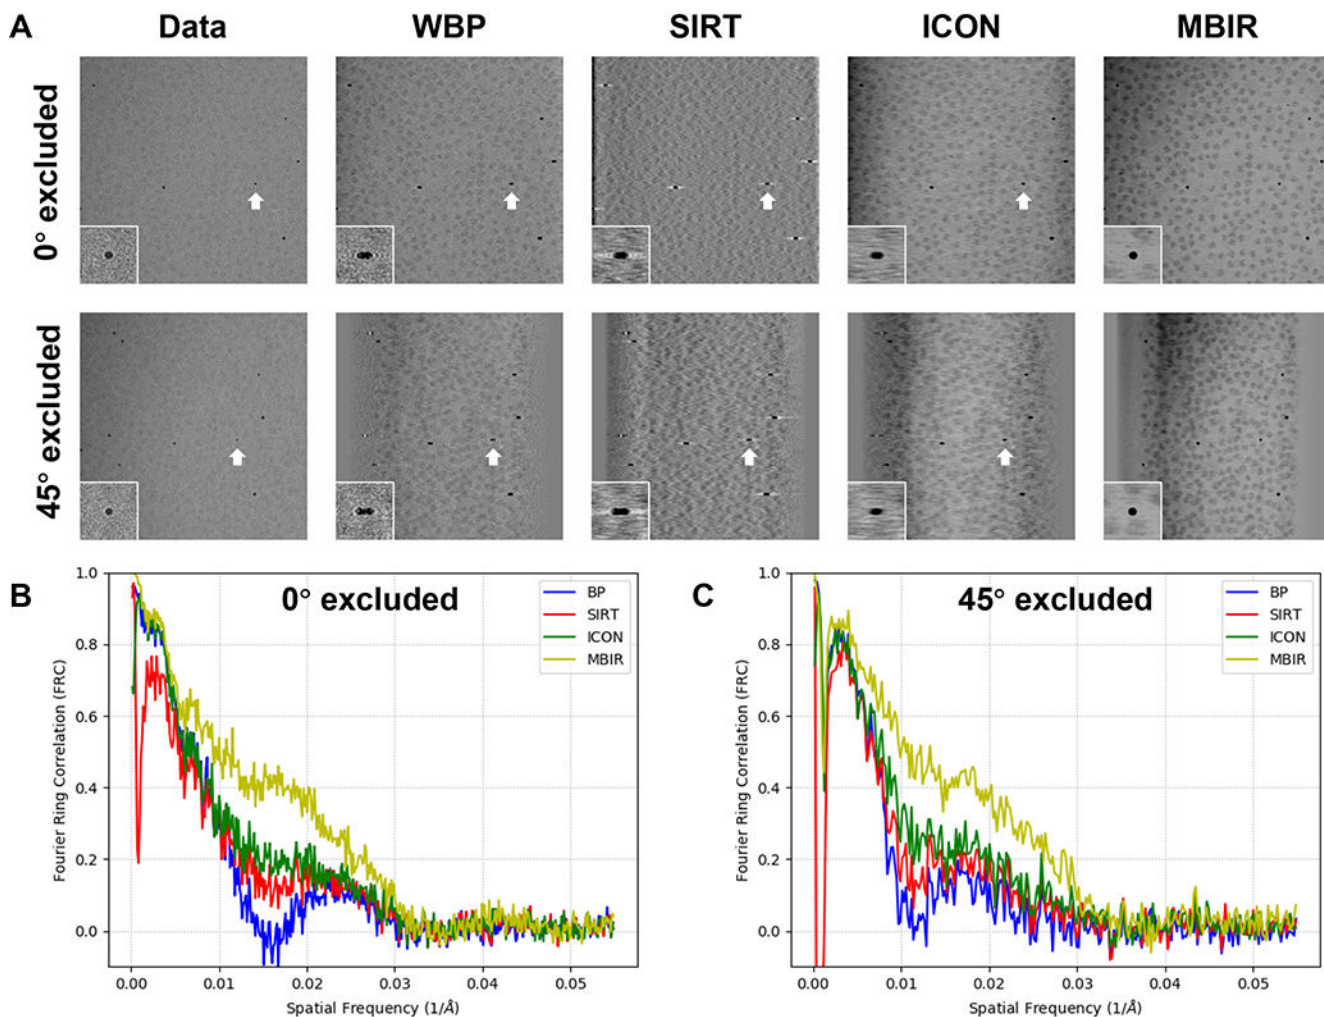 A Data WBP SIRT ICON MBIR
0° excluded
45° excluded
B 0° excluded
1.0
0.8
0.6
0.4
0.2
0.0
Fourier Ring Correlation (FRC)
BP
SIRT
ICON
MBIR
0.00 0.01 0.02 0.03 0.04 0.05
Spatial Frequency (1/Å)
C 45° excluded
1.0
0.8
0.6
0.4
0.2
0.0
Fourier Ring Correlation (FRC)
BP
SIRT
ICON
MBIR
0.00 0.01 0.02 0.03 0.04 0.05
Spatial Frequency (1/Å)